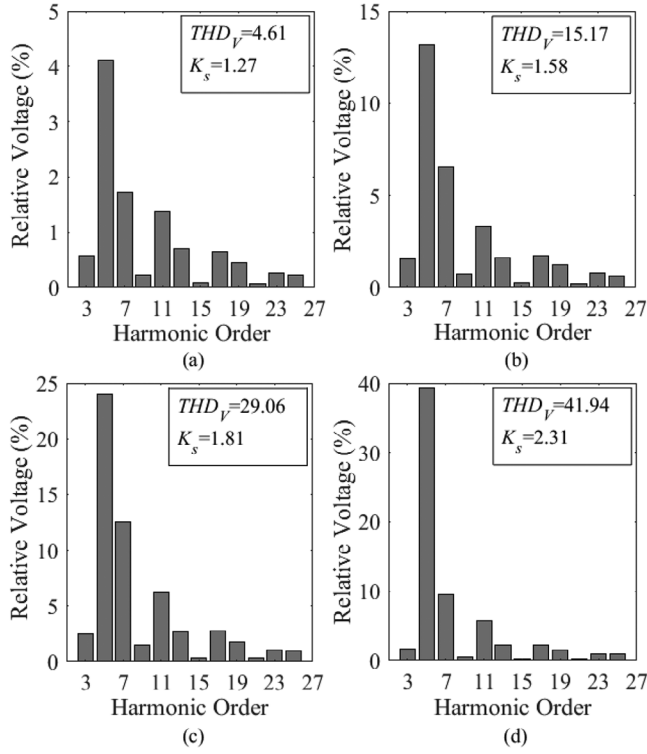 5
4
3
2
1
0
Relative Voltage (%)
THD_V=4.61
K_s=1.27
3 7 11 15 19 23 27
Harmonic Order
(a)
15
10
5
0
Relative Voltage (%)
THD_V=15.17
K_s=1.58
3 7 11 15 19 23 27
Harmonic Order
(b)
25
20
15
10
5
0
Relative Voltage (%)
THD_V=29.06
K_s=1.81
3 7 11 15 19 23 27
Harmonic Order
(c)
40
30
20
10
0
Relative Voltage (%)
THD_V=41.94
K_s=2.31
3 7 11 15 19 23 27
Harmonic Order
(d)